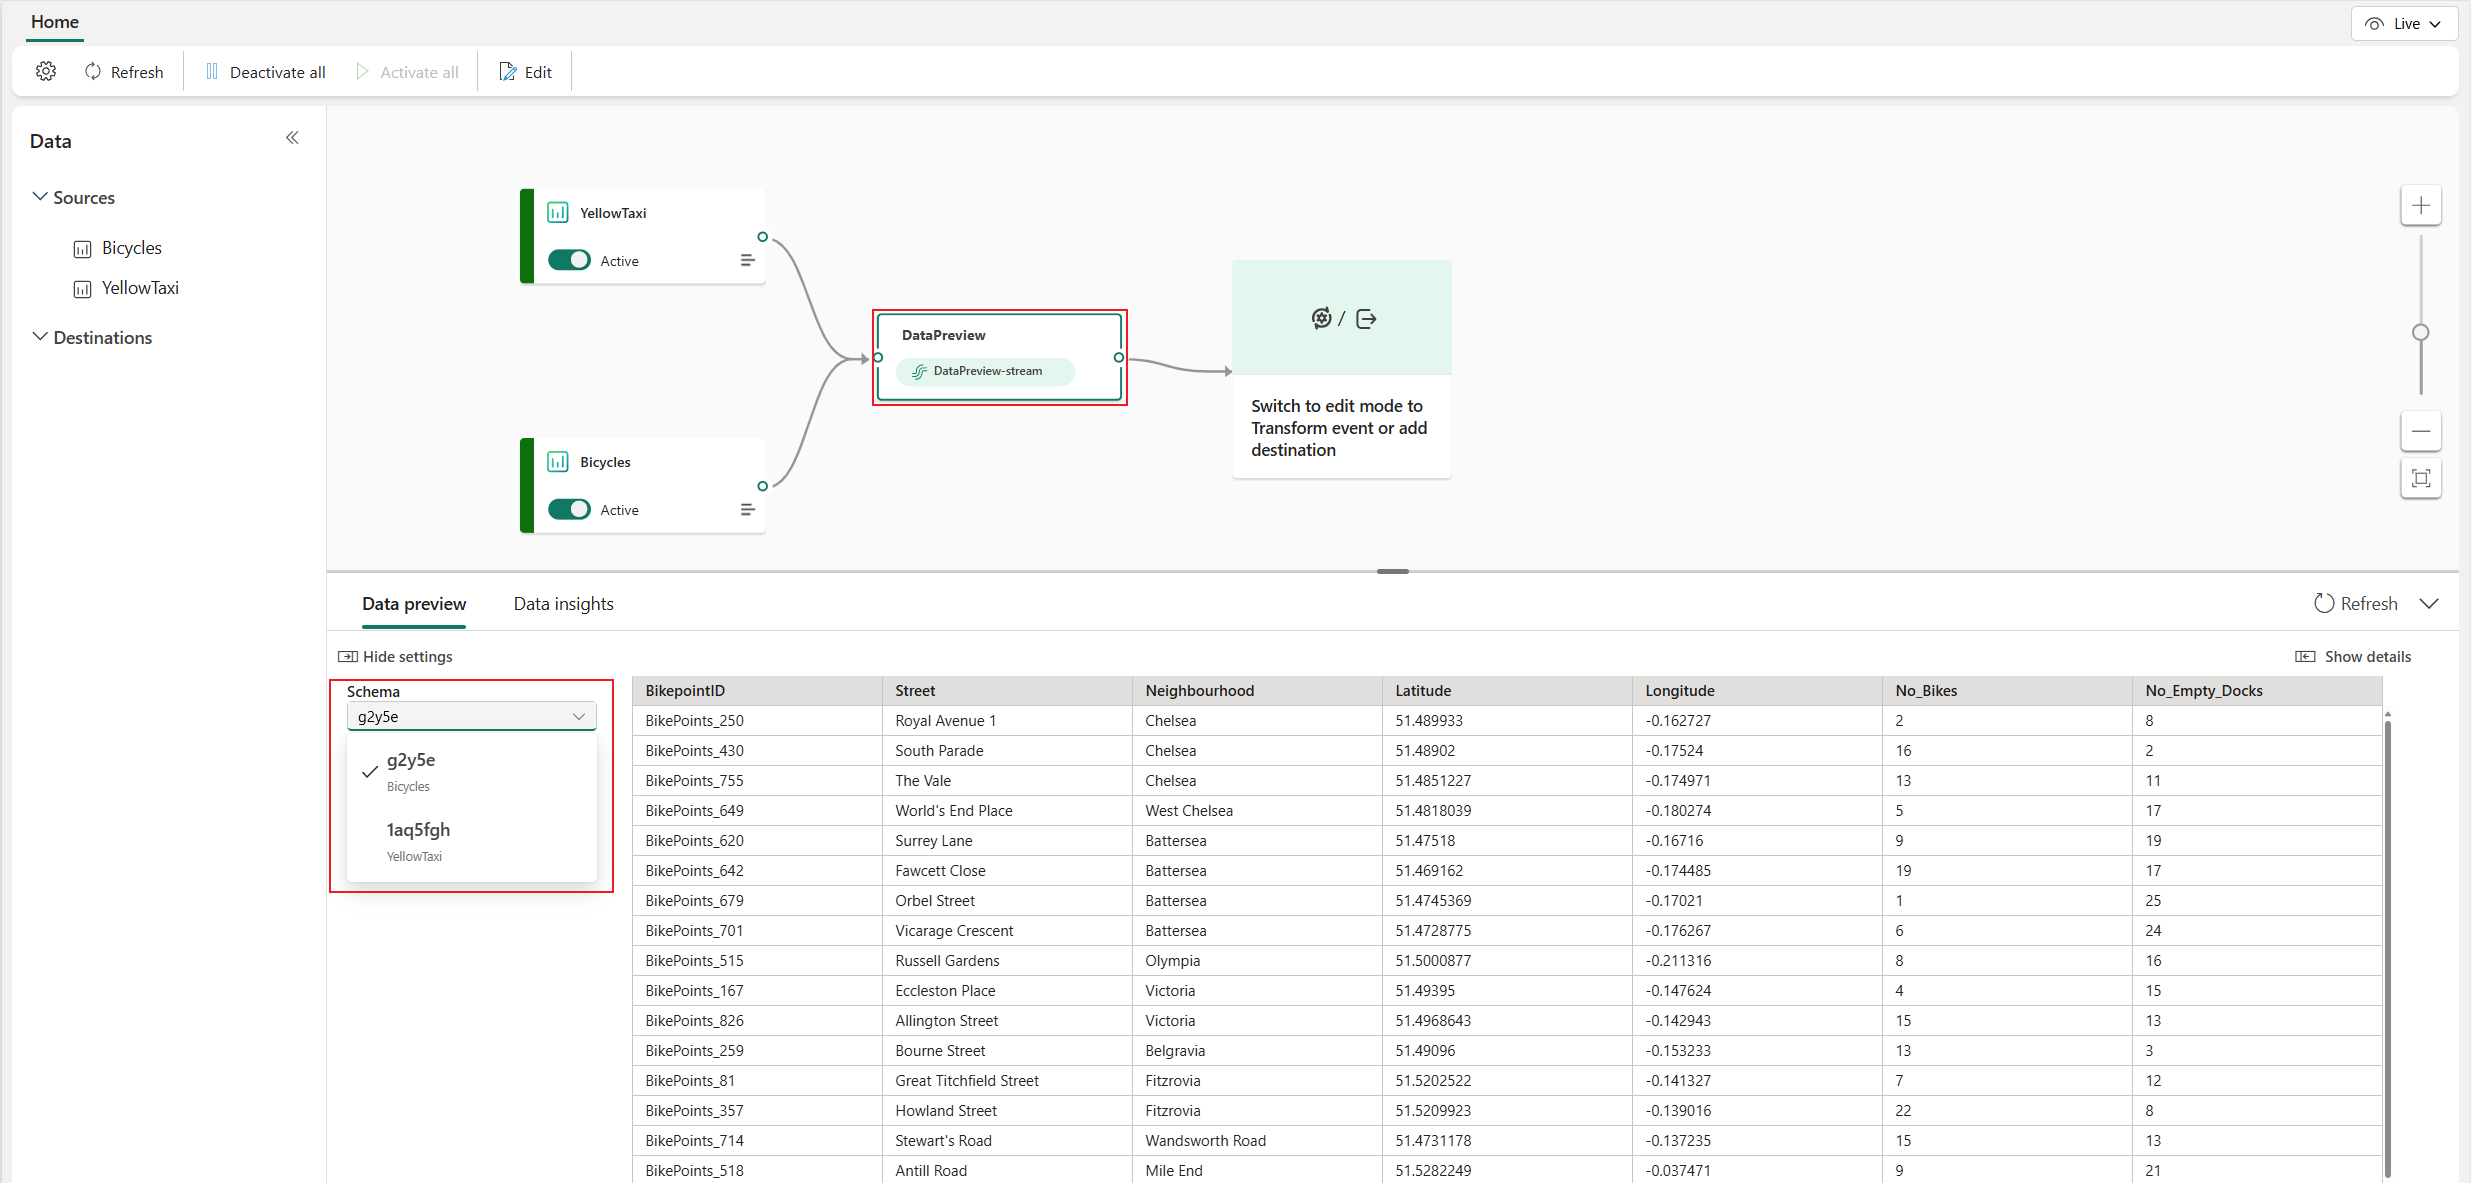 Home
Live
Refresh
Deactivate all
Activate all
Edit
Data
Sources
Bicycles
YellowTaxi
Destinations
YellowTaxi
Active
Bicycles
Active
DataPreview
DataPreview-stream
/
Switch to edit mode to
Transform event or add
destination
Data preview
Data insights
Refresh
Hide settings
Show details
Schema
g2y5e
g2y5e
Bicycles
1aq5fgh
YellowTaxi
BikepointID Street Neighbourhood Latitude Longitude No_Bikes No_Empty_Docks
BikePoints_250 Royal Avenue 1 Chelsea 51.489933 -0.162727 2 8
BikePoints_430 South Parade Chelsea 51.48902 -0.17524 16 2
BikePoints_755 The Vale Chelsea 51.4851227 -0.174971 13 11
BikePoints_649 World's End Place West Chelsea 51.4818039 -0.180274 5 17
BikePoints_620 Surrey Lane Battersea 51.47518 -0.16716 9 19
BikePoints_642 Fawcett Close Battersea 51.469162 -0.174485 19 17
BikePoints_679 Orbel Street Battersea 51.4745369 -0.17021 1 25
BikePoints_701 Vicarage Crescent Battersea 51.4728775 -0.176267 6 24
BikePoints_515 Russell Gardens Olympia 51.5000877 -0.211316 8 16
BikePoints_167 Eccleston Place Victoria 51.49395 -0.147624 4 15
BikePoints_826 Allington Street Victoria 51.4968643 -0.142943 15 13
BikePoints_259 Bourne Street Belgravia 51.49096 -0.153233 13 3
BikePoints_81 Great Titchfield Street Fitzrovia 51.5202522 -0.141327 7 12
BikePoints_357 Howland Street Fitzrovia 51.5209923 -0.139016 22 8
BikePoints_714 Stewart's Road Wandsworth Road 51.4731178 -0.137235 15 13
BikePoints_518 Antill Road Mile End 51.5282249 -0.037471 9 21